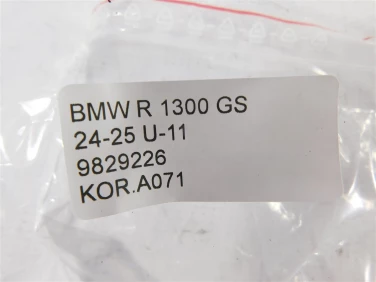 BMW R 1300 GS
24-25 U-11
9829226
KOR.A071